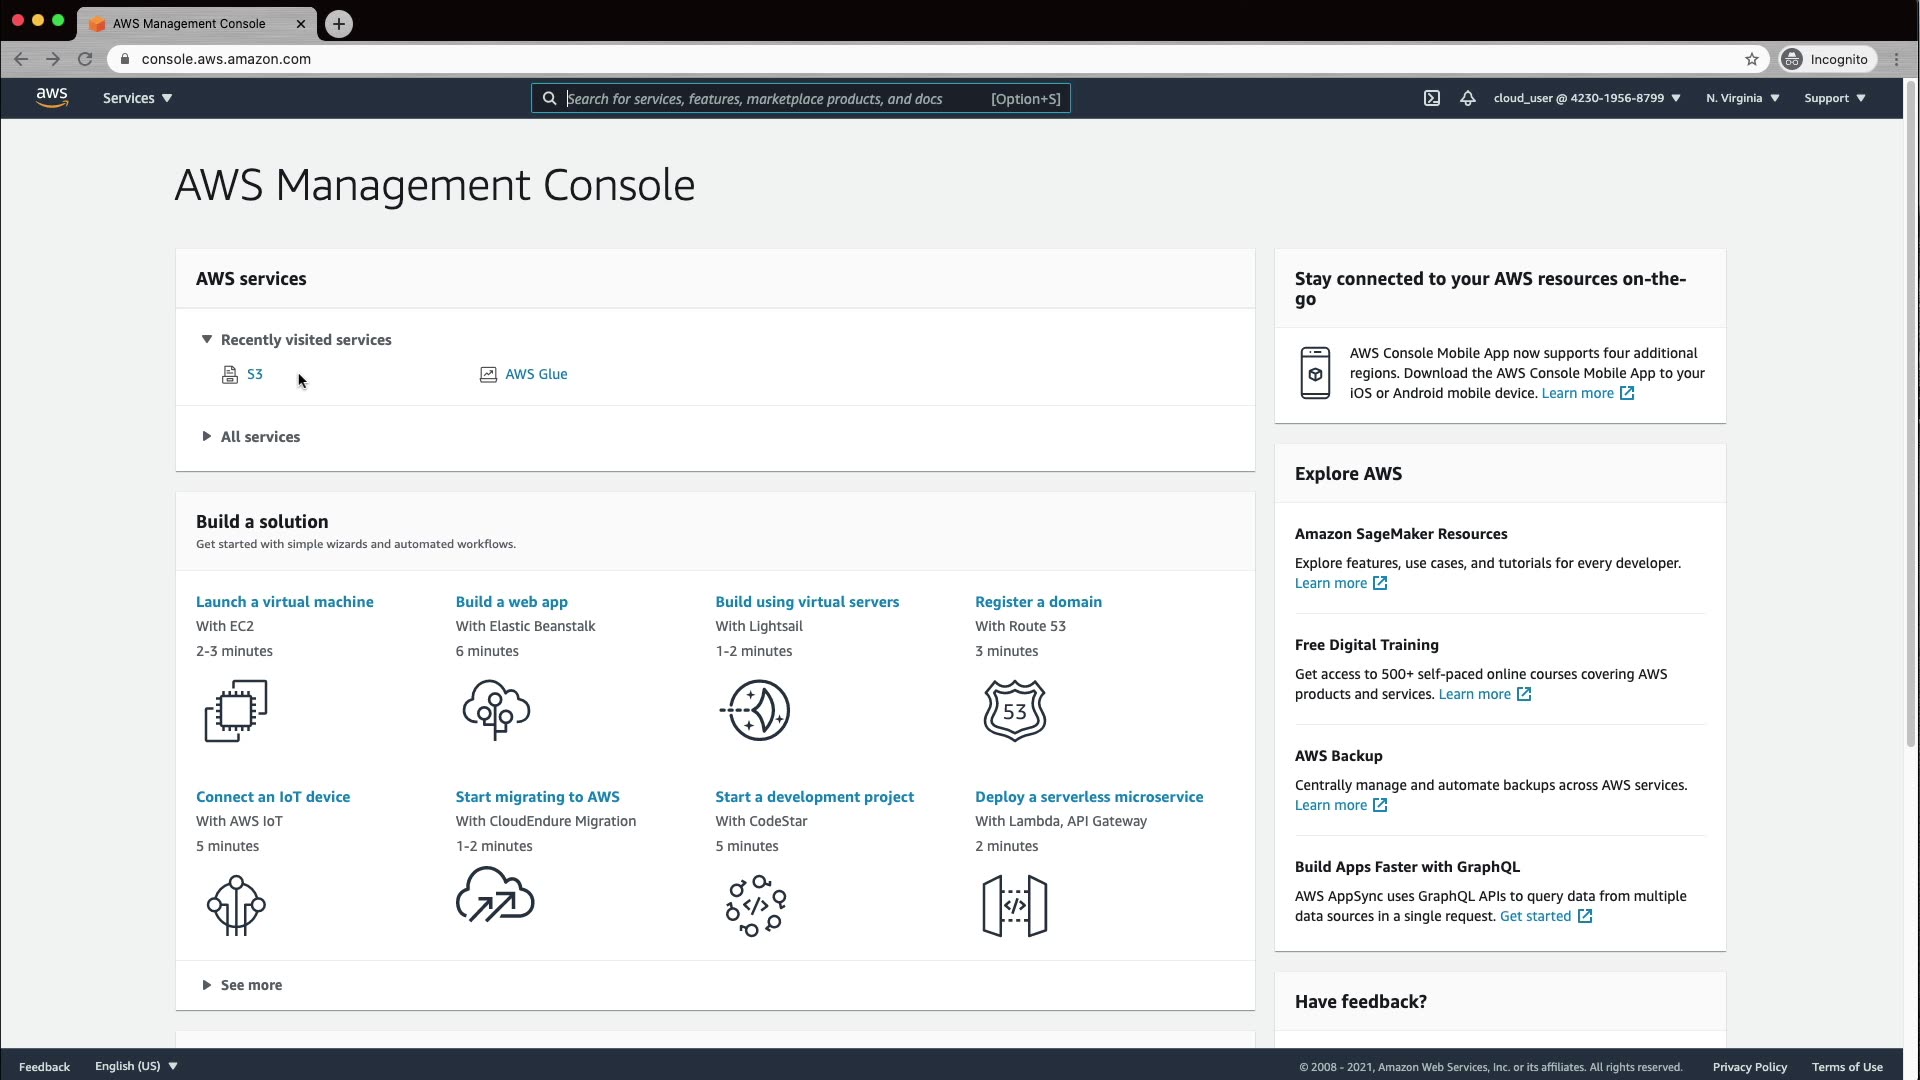 AWS Management Console
console.aws.amazon.com
Incognito
aws
Services
Search for services, features, marketplace products, and docs
[Option+S]
cloud_user @ 4230-1956-8799
N. Virginia
Support
AWS Management Console
AWS services
Recently visited services
S3
AWS Glue
All services
Build a solution
Get started with simple wizards and automated workflows.
Launch a virtual machine
With EC2
2-3 minutes
Build a web app
With Elastic Beanstalk
6 minutes
Build using virtual servers
With Lightsail
1-2 minutes
Register a domain
With Route 53
3 minutes
53
Connect an IoT device
With AWS IoT
5 minutes
Start migrating to AWS
With CloudEndure Migration
1-2 minutes
Start a development project
With CodeStar
5 minutes
</>
Deploy a serverless microservice
With Lambda, API Gateway
2 minutes
</>
See more
Stay connected to your AWS resources on-the-
go
AWS Console Mobile App now supports four additional
regions. Download the AWS Console Mobile App to your
iOS or Android mobile device. Learn more
Explore AWS
Amazon SageMaker Resources
Explore features, use cases, and tutorials for every developer.
Learn more
Free Digital Training
Get access to 500+ self-paced online courses covering AWS
products and services. Learn more
AWS Backup
Centrally manage and automate backups across AWS services.
Learn more
Build Apps Faster with GraphQL
AWS AppSync uses GraphQL APIs to query data from multiple
data sources in a single request. Get started
Have feedback?
Feedback
English (US)
© 2008 - 2021, Amazon Web Services, Inc. or its affiliates. All rights reserved.
Privacy Policy
Terms of Use